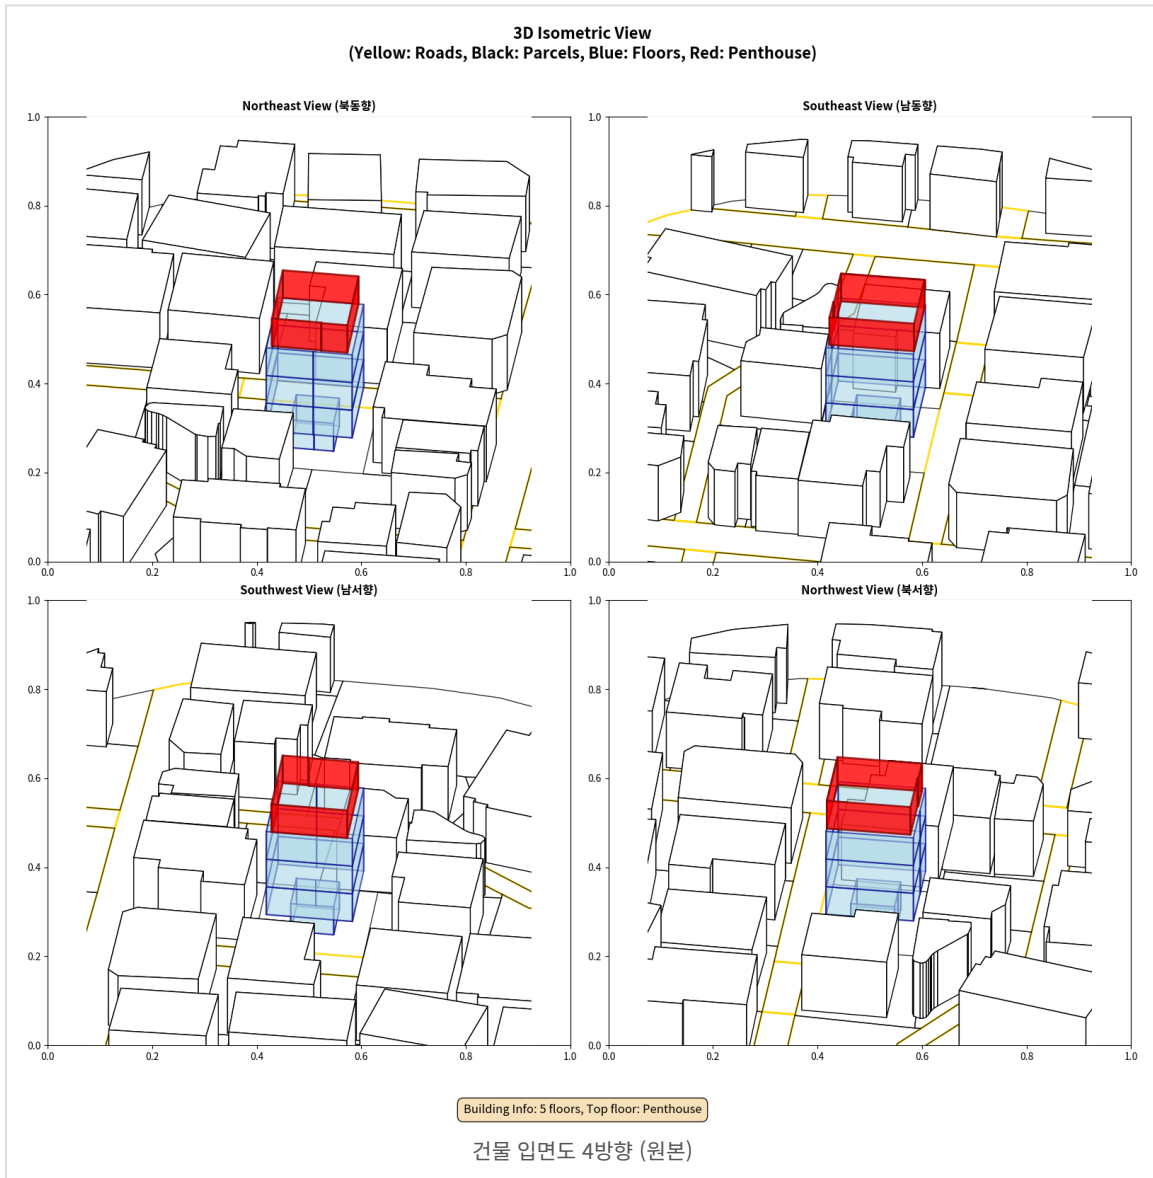 3D Isometric View
(Yellow: Roads, Black: Parcels, Blue: Floors, Red: Penthouse)
Northeast View (북동향)
1.0
0.8
0.6
0.4
0.2
0.0
0.0 0.2 0.4 0.6 0.8 1.0
Southeast View (남동향)
1.0
0.8
0.6
0.4
0.2
0.0
0.0 0.2 0.4 0.6 0.8 1.0
Southwest View (남서향)
1.0
0.8
0.6
0.4
0.2
0.0
0.0 0.2 0.4 0.6 0.8 1.0
Northwest View (북서향)
1.0
0.8
0.6
0.4
0.2
0.0
0.0 0.2 0.4 0.6 0.8 1.0
Building Info: 5 floors, Top floor: Penthouse
건물 입면도 4방향 (원본)